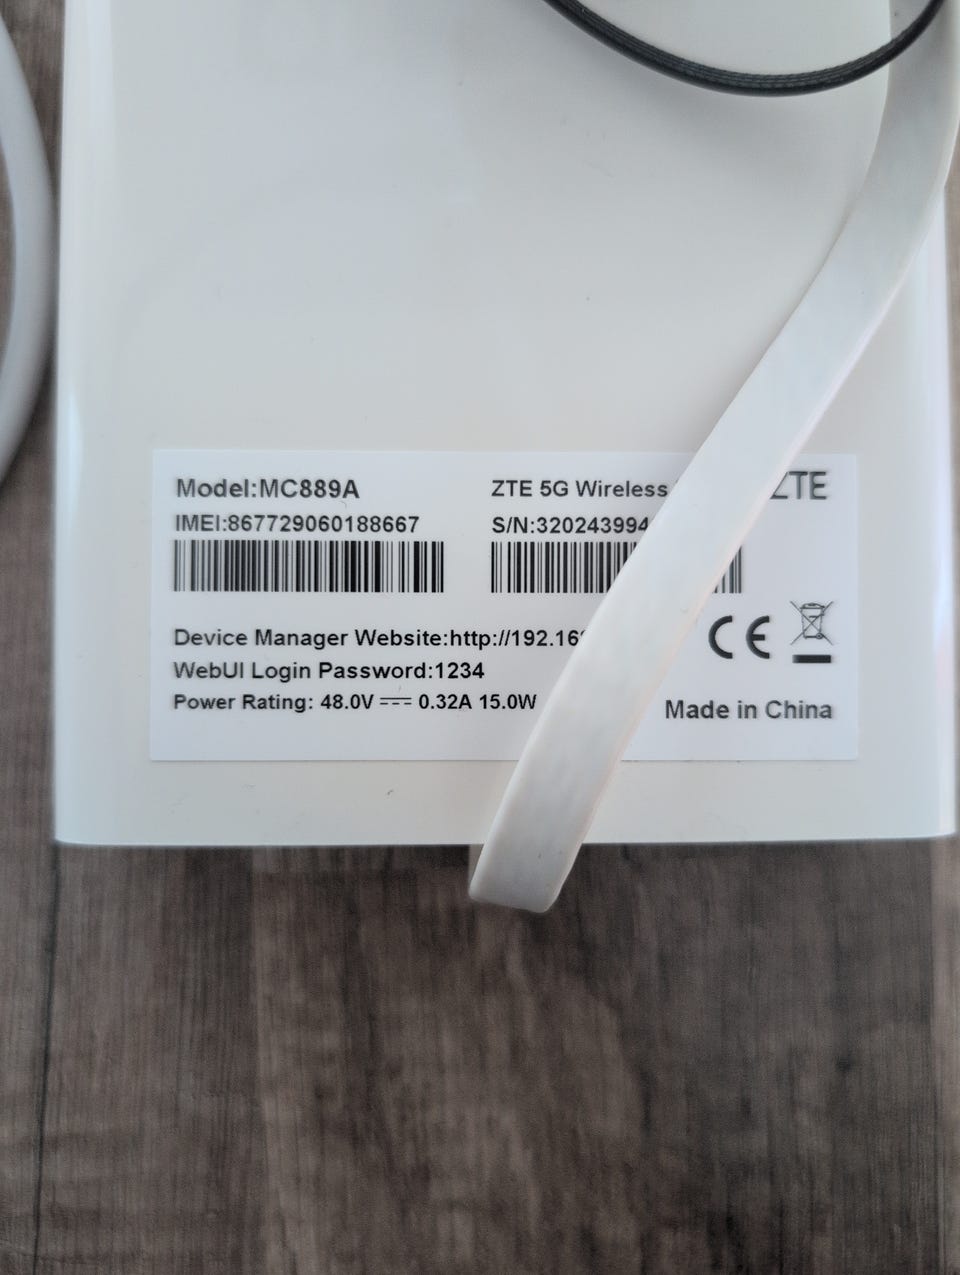 Model:MC889A
ZTE 5G Wireless
ZTE
IMEI:867729060188667
S/N:320243994
Device Manager Website:http://192.16
WebUI Login Password:1234
CE
Power Rating: 48.0V ⎓ 0.32A 15.0W
Made in China